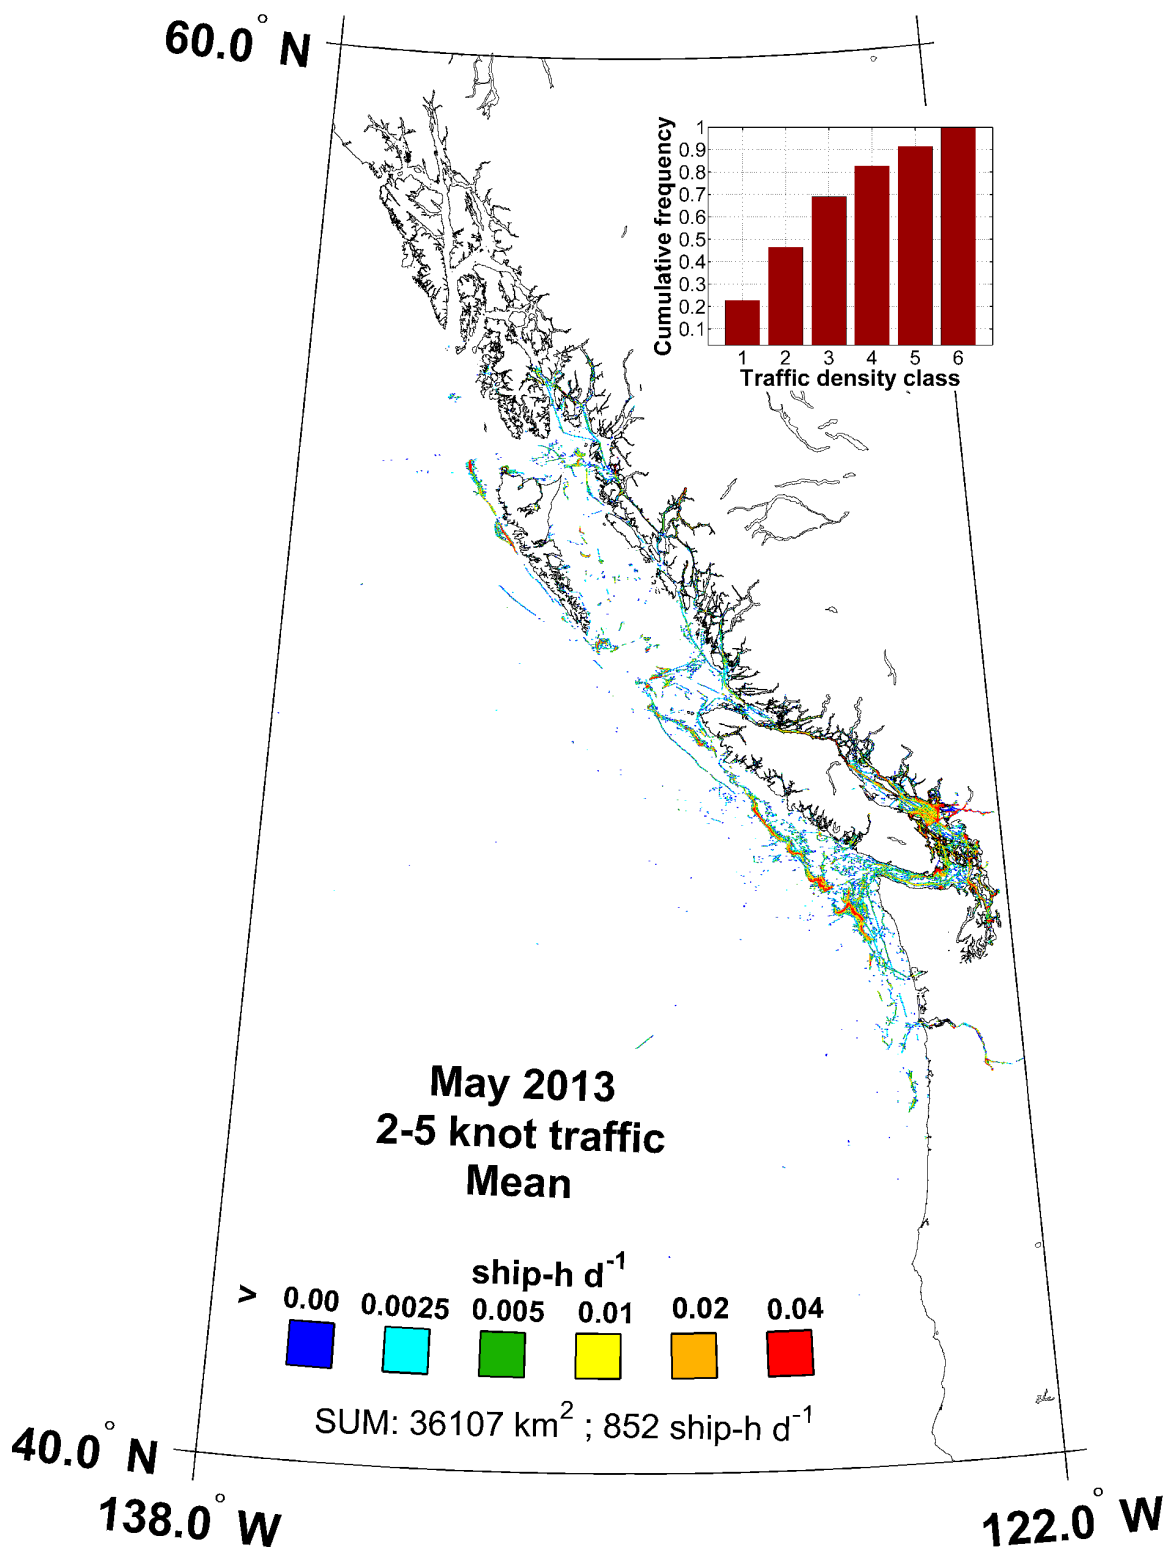 60.0° N
Cumulative frequency
1
0.9
0.8
0.7
0.6
0.5
0.4
0.3
0.2
0.1
1 2 3 4 5 6
Traffic density class
May 2013
2-5 knot traffic
Mean
ship-h d⁻¹
> 0.00 0.0025 0.005 0.01 0.02 0.04
SUM: 36107 km² ; 852 ship-h d⁻¹
40.0° N
138.0° W
122.0° W